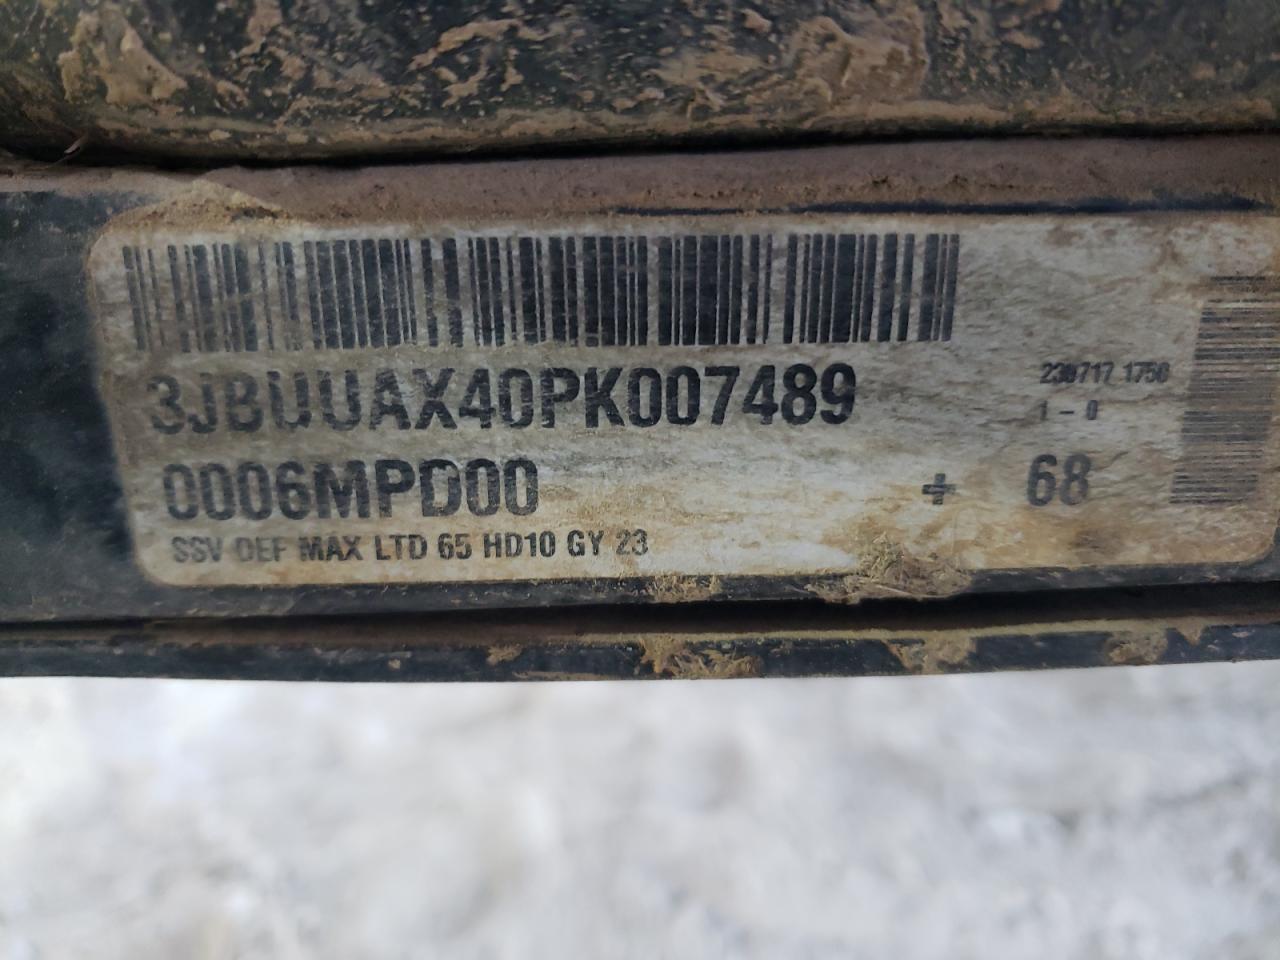 3JBUUAX40PK007489
230717 1750
1 - 0
0006MPD00
+ 68
SSV DEF MAX LTD 65 HD10 GY 23